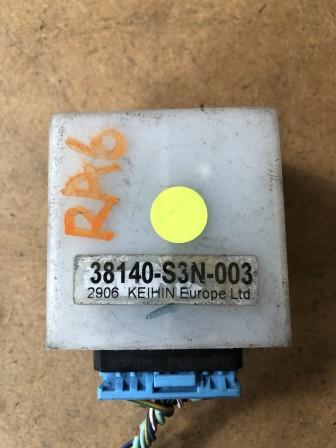 RA6
38140-S3N-003
2906 KEIHIN Europe Ltd